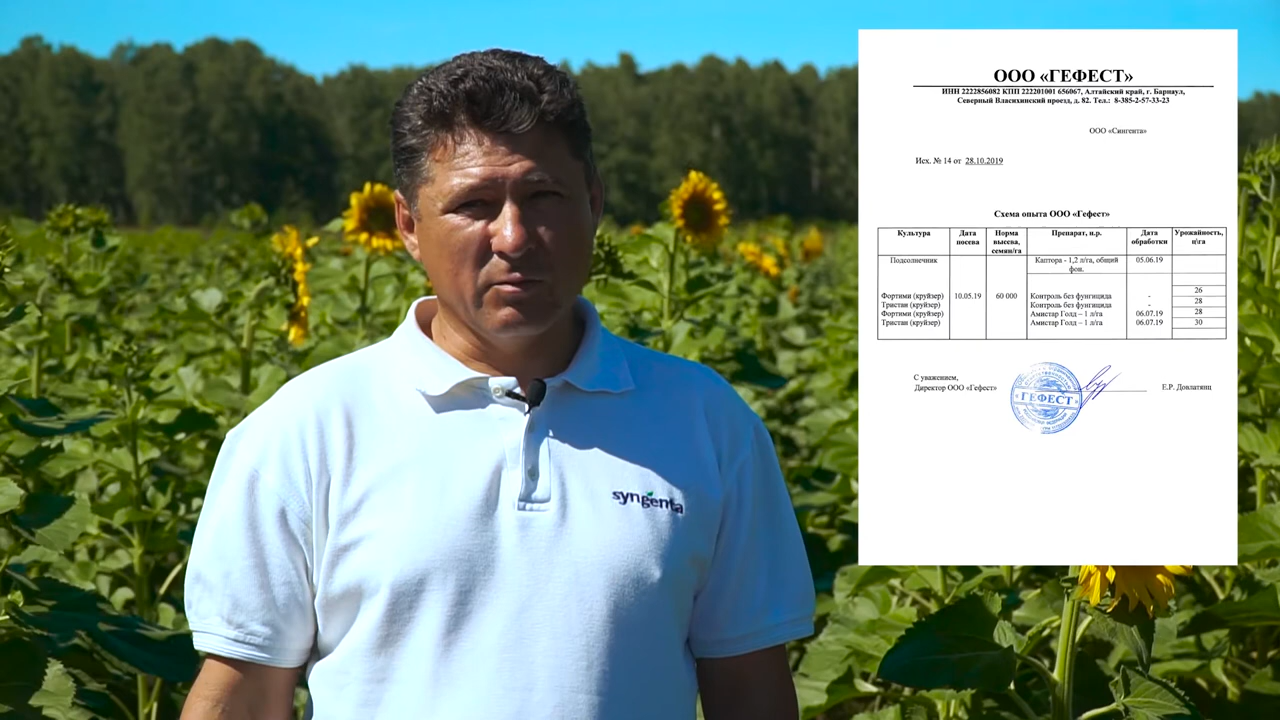 ООО «ГЕФЕСТ»
ИНН 2222856082 КПП 222201001 656067, Алтайский край, г. Барнаул,
Северный Власихинский проезд, д. 82. Тел.: 8-385-2-57-33-23
ООО «Сингента»
Исх. № 14 от 28.10.2019
Схема опыта ООО «Гефест»
Культура Дата посева Норма высева, семян/га Препарат, н.р. Дата обработки Урожайность, ц\га
Подсолнечник Каптора - 1,2 л/га, общий фон. 05.06.19
Фортими (круйзер) 10.05.19 60 000 Контроль без фунгицида - 26
Тристан (круйзер) Контроль без фунгицида - 28
Фортими (круйзер) Амистар Голд – 1 л/га 06.07.19 28
Тристан (круйзер) Амистар Голд – 1 л/га 06.07.19 30
С уважением,
Директор ООО «Гефест» Е.Р. Довлатянц
«ГЕФЕСТ»
syngenta